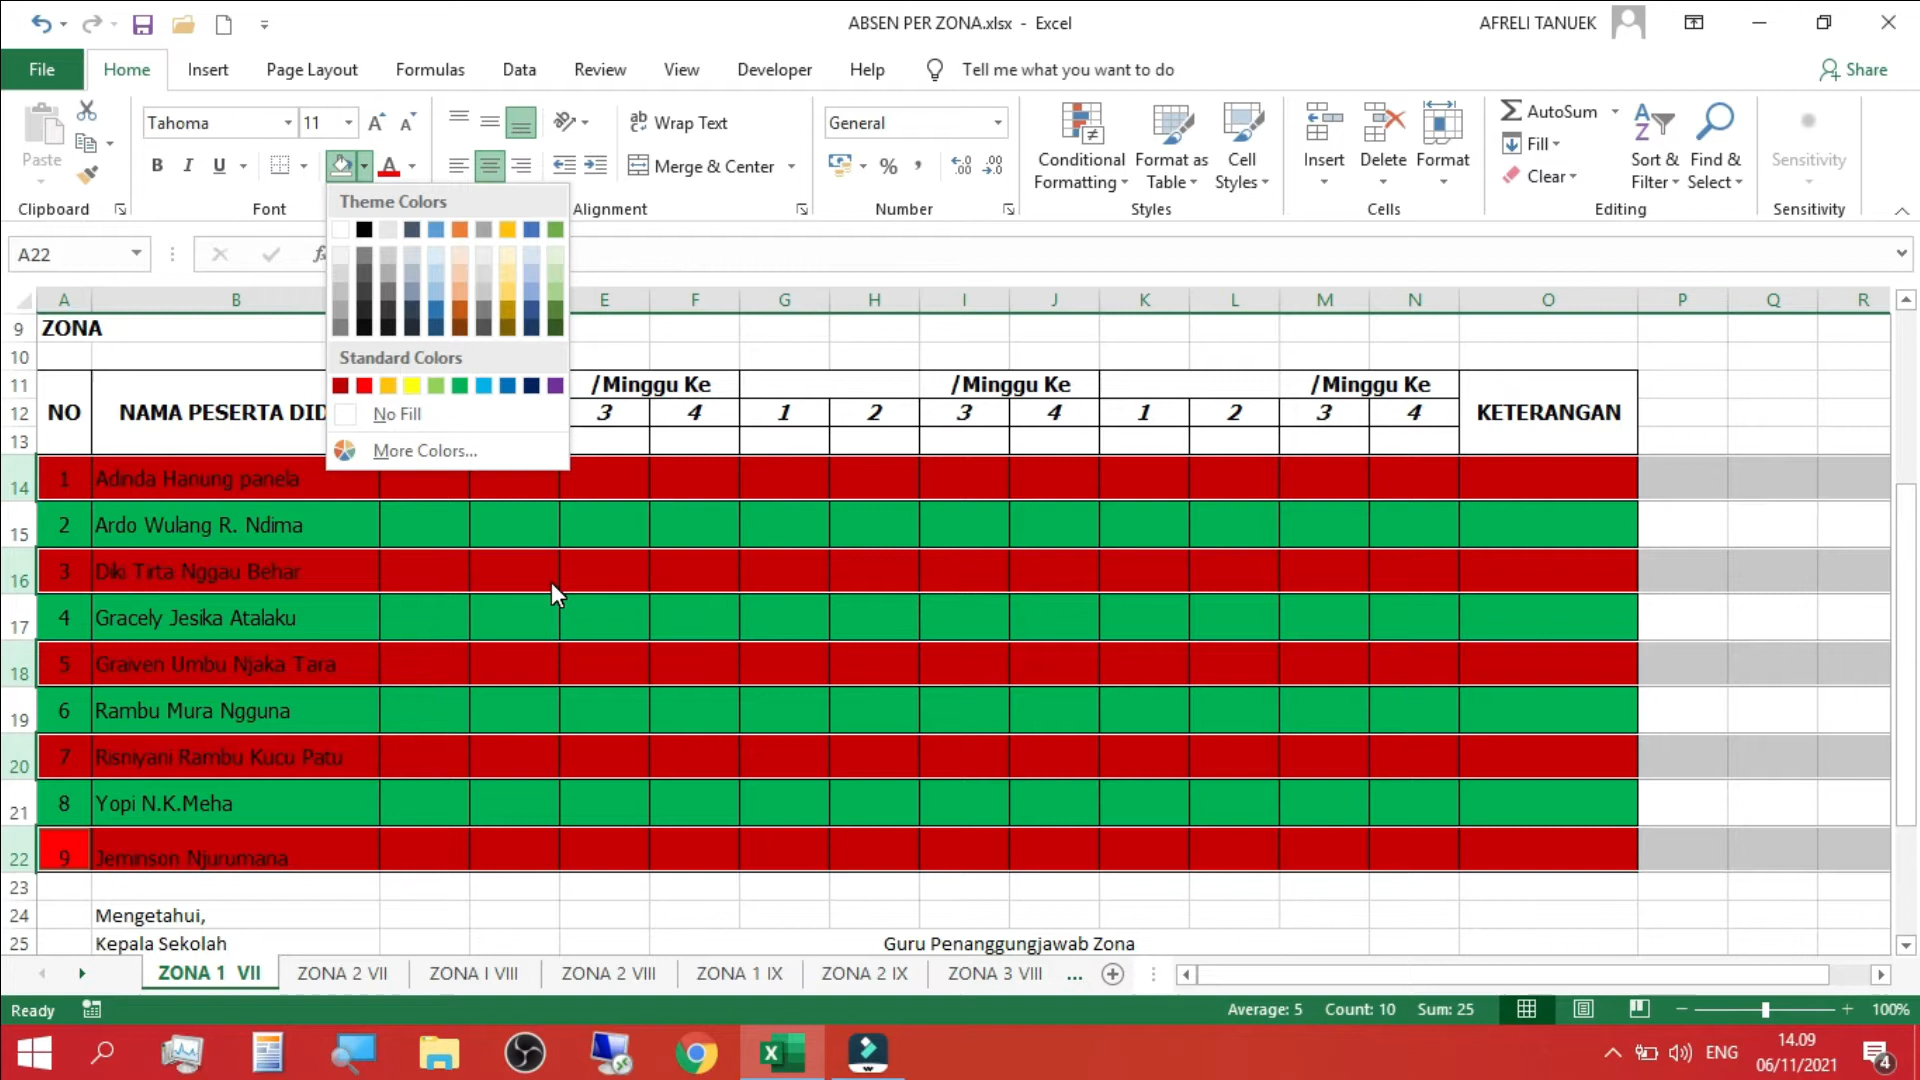 ABSEN PER ZONA.xlsx - Excel
AFRELI TANUEK
File Home Insert Page Layout Formulas Data Review View Developer Help Tell me what you want to do Share
Paste
Tahoma 11
B I U A
ab Wrap Text
Merge & Center
General
% ,
Conditional Formatting
Format as Table
Cell Styles
Insert
Delete
Format
AutoSum
Fill
Clear
Sort & Filter
Find & Select
Sensitivity
Clipboard Font Alignment Number Styles Cells Editing Sensitivity
A22 fx
Theme Colors
Standard Colors
No Fill
More Colors...
A B E F G H I J K L M N O P Q R
9 ZONA
10
11 /Minggu Ke /Minggu Ke /Minggu Ke
12 NO NAMA PESERTA DID 3 4 1 2 3 4 1 2 3 4 KETERANGAN
13
14 1 Adinda Hanung panela
15 2 Ardo Wulang R. Ndima
16 3 Diki Tirta Nggau Behar
17 4 Gracely Jesika Atalaku
18 5 Graiven Umbu Njaka Tara
19 6 Rambu Mura Ngguna
20 7 Risniyani Rambu Kucu Patu
21 8 Yopi N.K.Meha
22 9 Jeminson Njurumana
23
24 Mengetahui,
25 Kepala Sekolah Guru Penanggungjawab Zona
ZONA 1 VII ZONA 2 VII ZONA I VIII ZONA 2 VIII ZONA 1 IX ZONA 2 IX ZONA 3 VIII ...
Ready Average: 5 Count: 10 Sum: 25 100%
ENG
14.09
06/11/2021
4